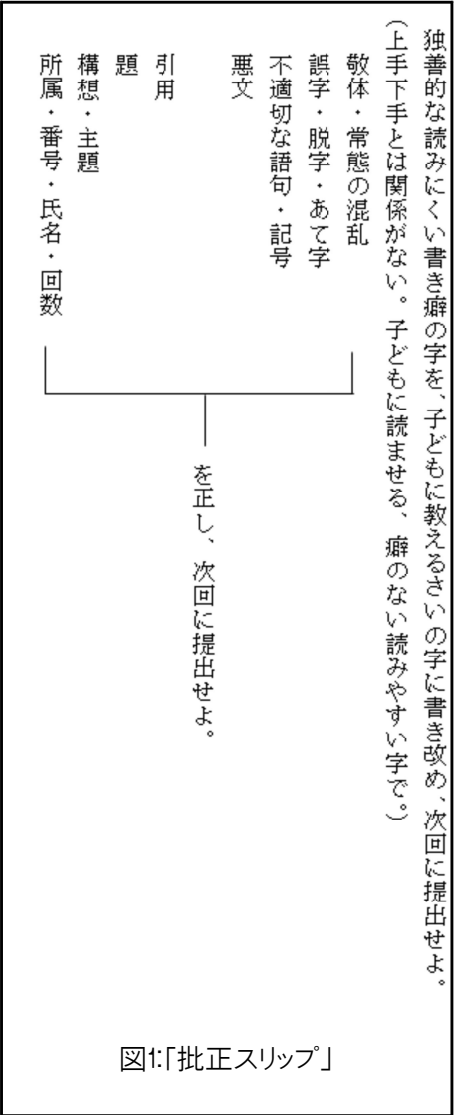 独善的な読みにくい書き癖の字を、子どもに教えるさいの字に書き改め、次回に提出せよ。
(上手下手とは関係がない。子どもに読ませる、癖のない読みやすい字で。)
敬体・常態の混乱
誤字・脱字・あて字
不適切な語句・記号
悪文
引用
題
構想・主題
所属・番号・氏名・回数
を正し、次回に提出せよ。
図1:「批正スリップ」